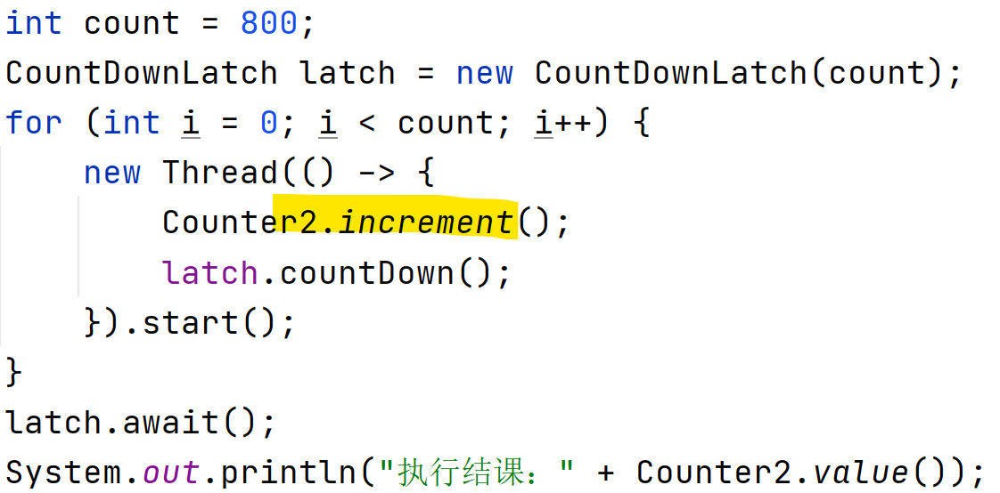 int count = 800;
CountDownLatch latch = new CountDownLatch(count);
for (int i = 0; i < count; i++) {
    new Thread(() -> {
        Counter2.increment();
        latch.countDown();
    }).start();
}
latch.await();
System.out.println("执行结课：" + Counter2.value());